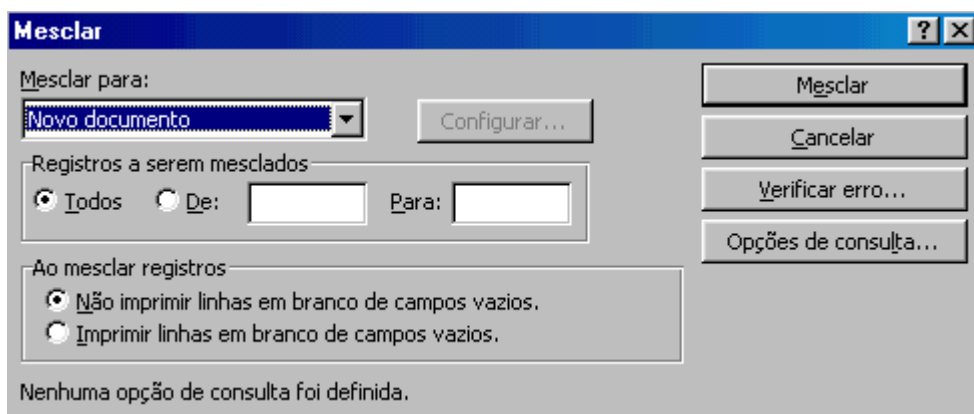 Mesclar
Mesclar para:
Novo documento
Configurar...
Registros a serem mesclados
Todos De: Para:
Ao mesclar registros
Não imprimir linhas em branco de campos vazios.
Imprimir linhas em branco de campos vazios.
Nenhuma opção de consulta foi definida.
Mesclar
Cancelar
Verificar erro...
Opções de consulta...